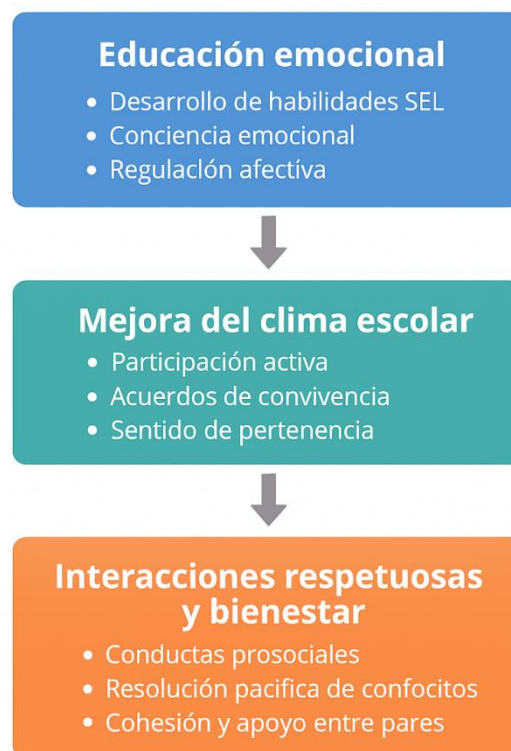 Educación emocional
• Desarrollo de habilidades SEL
• Conciencia emocional
• Regulaclón afectíva
Mejora del clima escolar
• Participación activa
• Acuerdos de convivencia
• Sentido de pertenencia
Interacciones respetuosas
y bienestar
• Conductas prosociales
• Resolución pacifica de confocitos
• Cohesión y apoyo entre pares